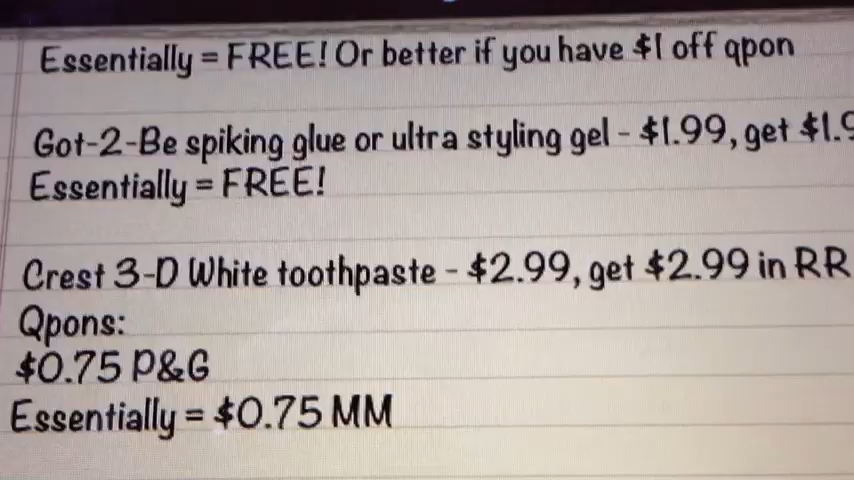 Essentially = FREE! Or better if you have $1 off qpon
Got-2-Be spiking glue or ultra styling gel - $1.99, get $1.9
Essentially = FREE!
Crest 3-D White toothpaste - $2.99, get $2.99 in RR
Qpons:
$0.75 P&G
Essentially = $0.75 MM